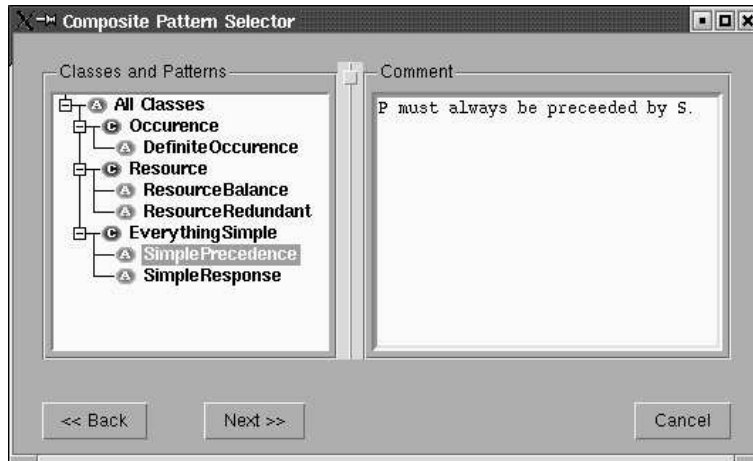 Composite Pattern Selector
Classes and Patterns
A All Classes
C Occurence
A DefiniteOccurence
C Resource
A ResourceBalance
A ResourceRedundant
C EverythingSimple
A SimplePrecedence
A SimpleResponse
Comment
P must always be preceeded by S.
<< Back
Next >>
Cancel